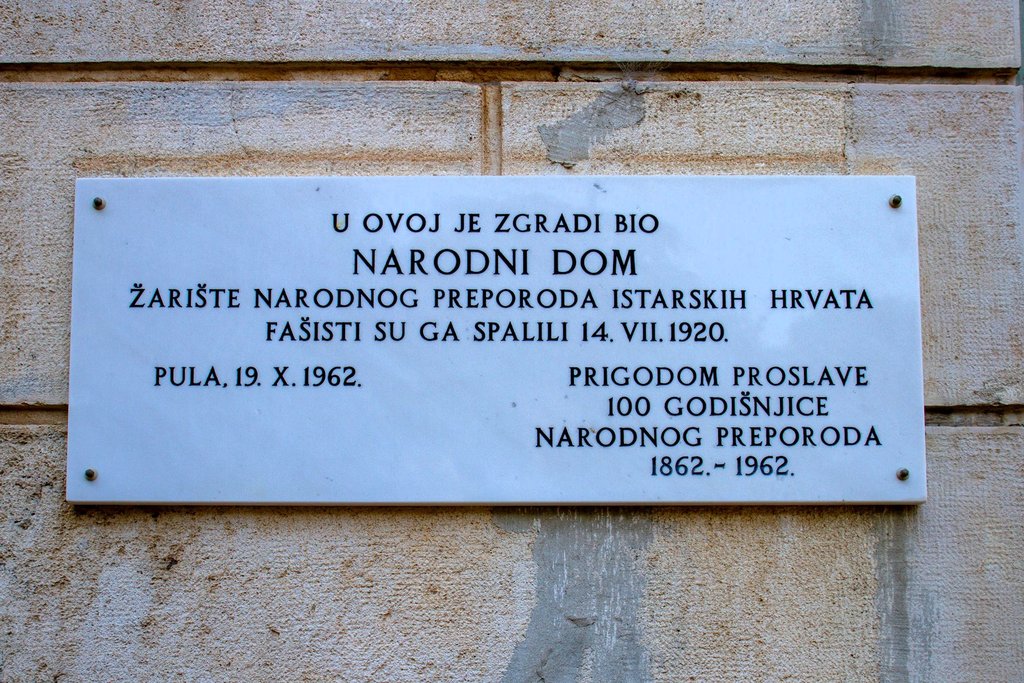 U OVOJ JE ZGRADI BIO
NARODNI DOM
ŽARIŠTE NARODNOG PREPORODA ISTARSKIH HRVATA
FAŠISTI SU GA SPALILI 14. VII. 1920.
PULA, 19. X. 1962.
PRIGODOM PROSLAVE
100 GODIŠNJICE
NARODNOG PREPORODA
1862.- 1962.